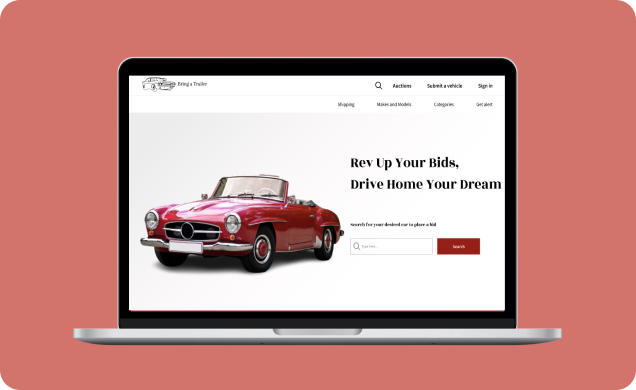 Bring a Trailer
Auctions Submit a vehicle Sign in
Shipping Makes and Models Categories Get alert
Rev Up Your Bids,
Drive Home Your Dream
Search for your desired car to place a bid
Type here...
Search